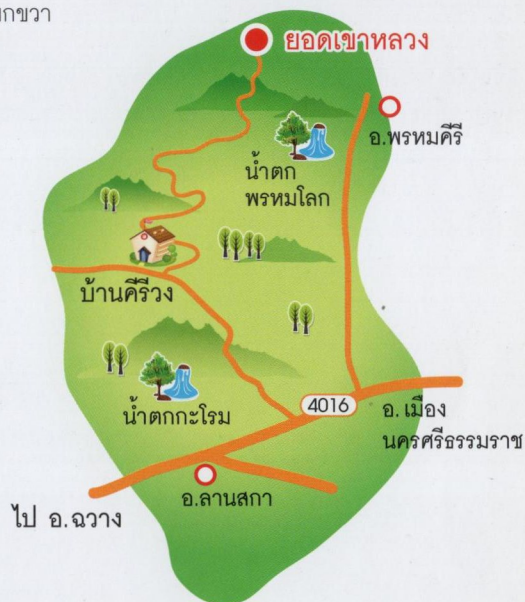 ยอดเขาหลวง
อ.พรหมคีรี
น้ำตก
พรหมโลก
บ้านคีรีวง
น้ำตกกะโรม
4016
อ. เมือง
นครศรีธรรมราช
อ.ลานสกา
ไป อ.ฉวาง